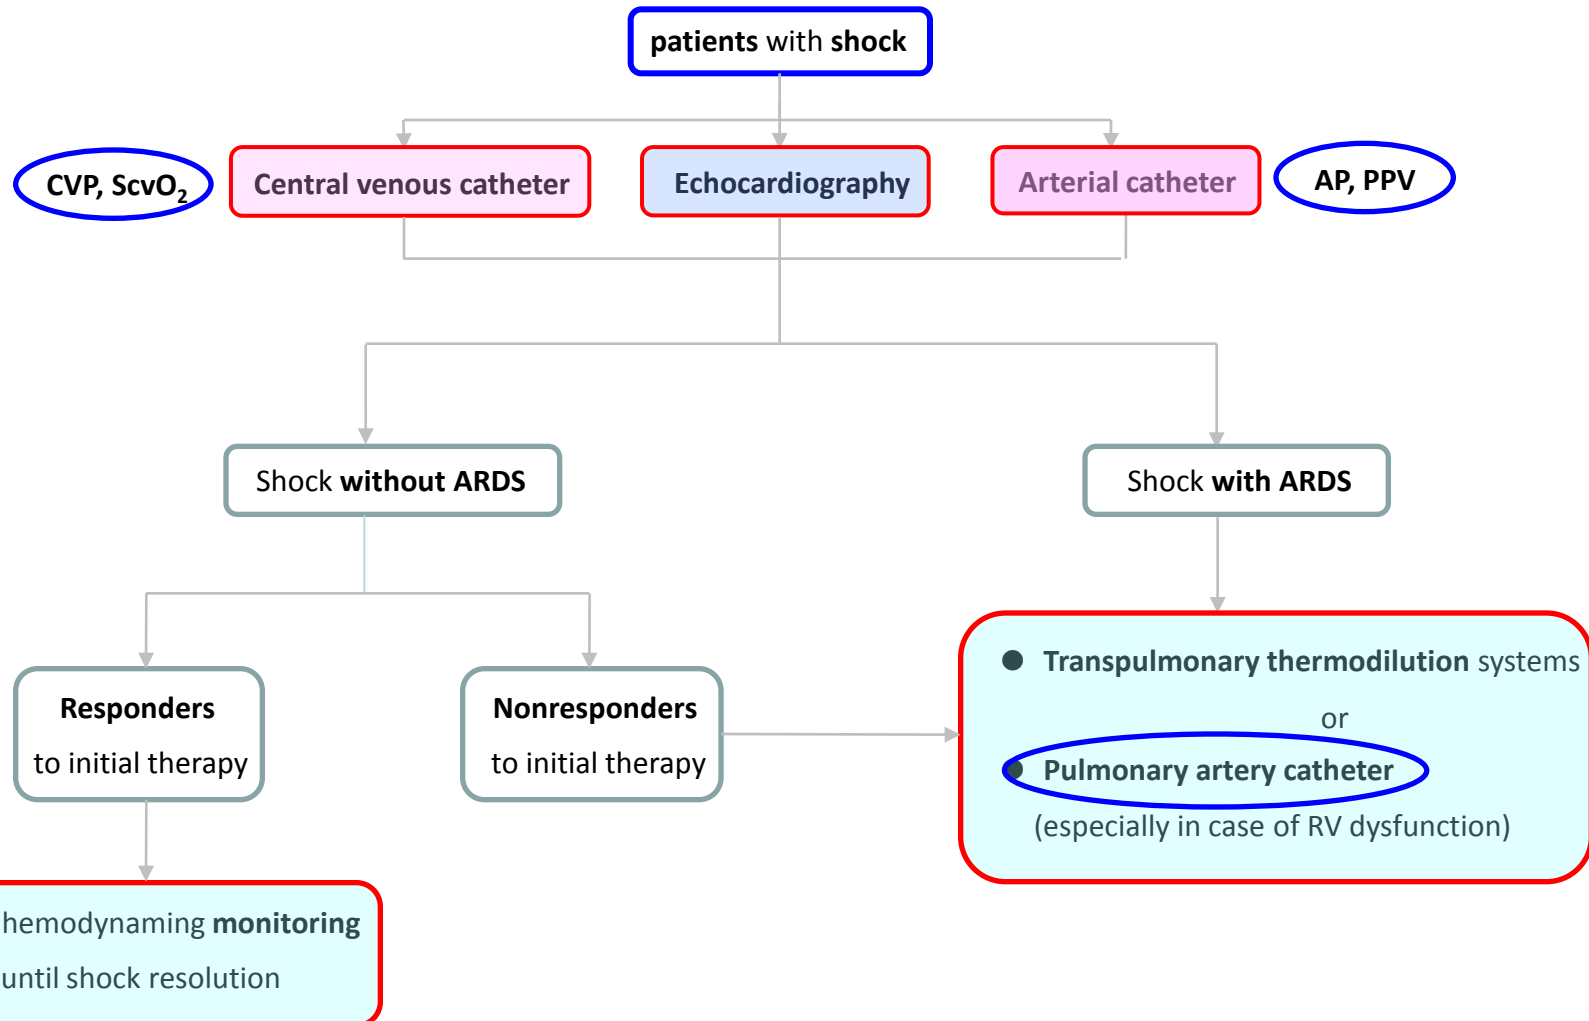 patients with shock
CVP, ScvO₂
Central venous catheter
Echocardiography
Arterial catheter
AP, PPV
Shock without ARDS
Shock with ARDS
Responders
to initial therapy
Nonresponders
to initial therapy
● Transpulmonary thermodilution systems
or
● Pulmonary artery catheter
(especially in case of RV dysfunction)
hemodynaming monitoring
until shock resolution